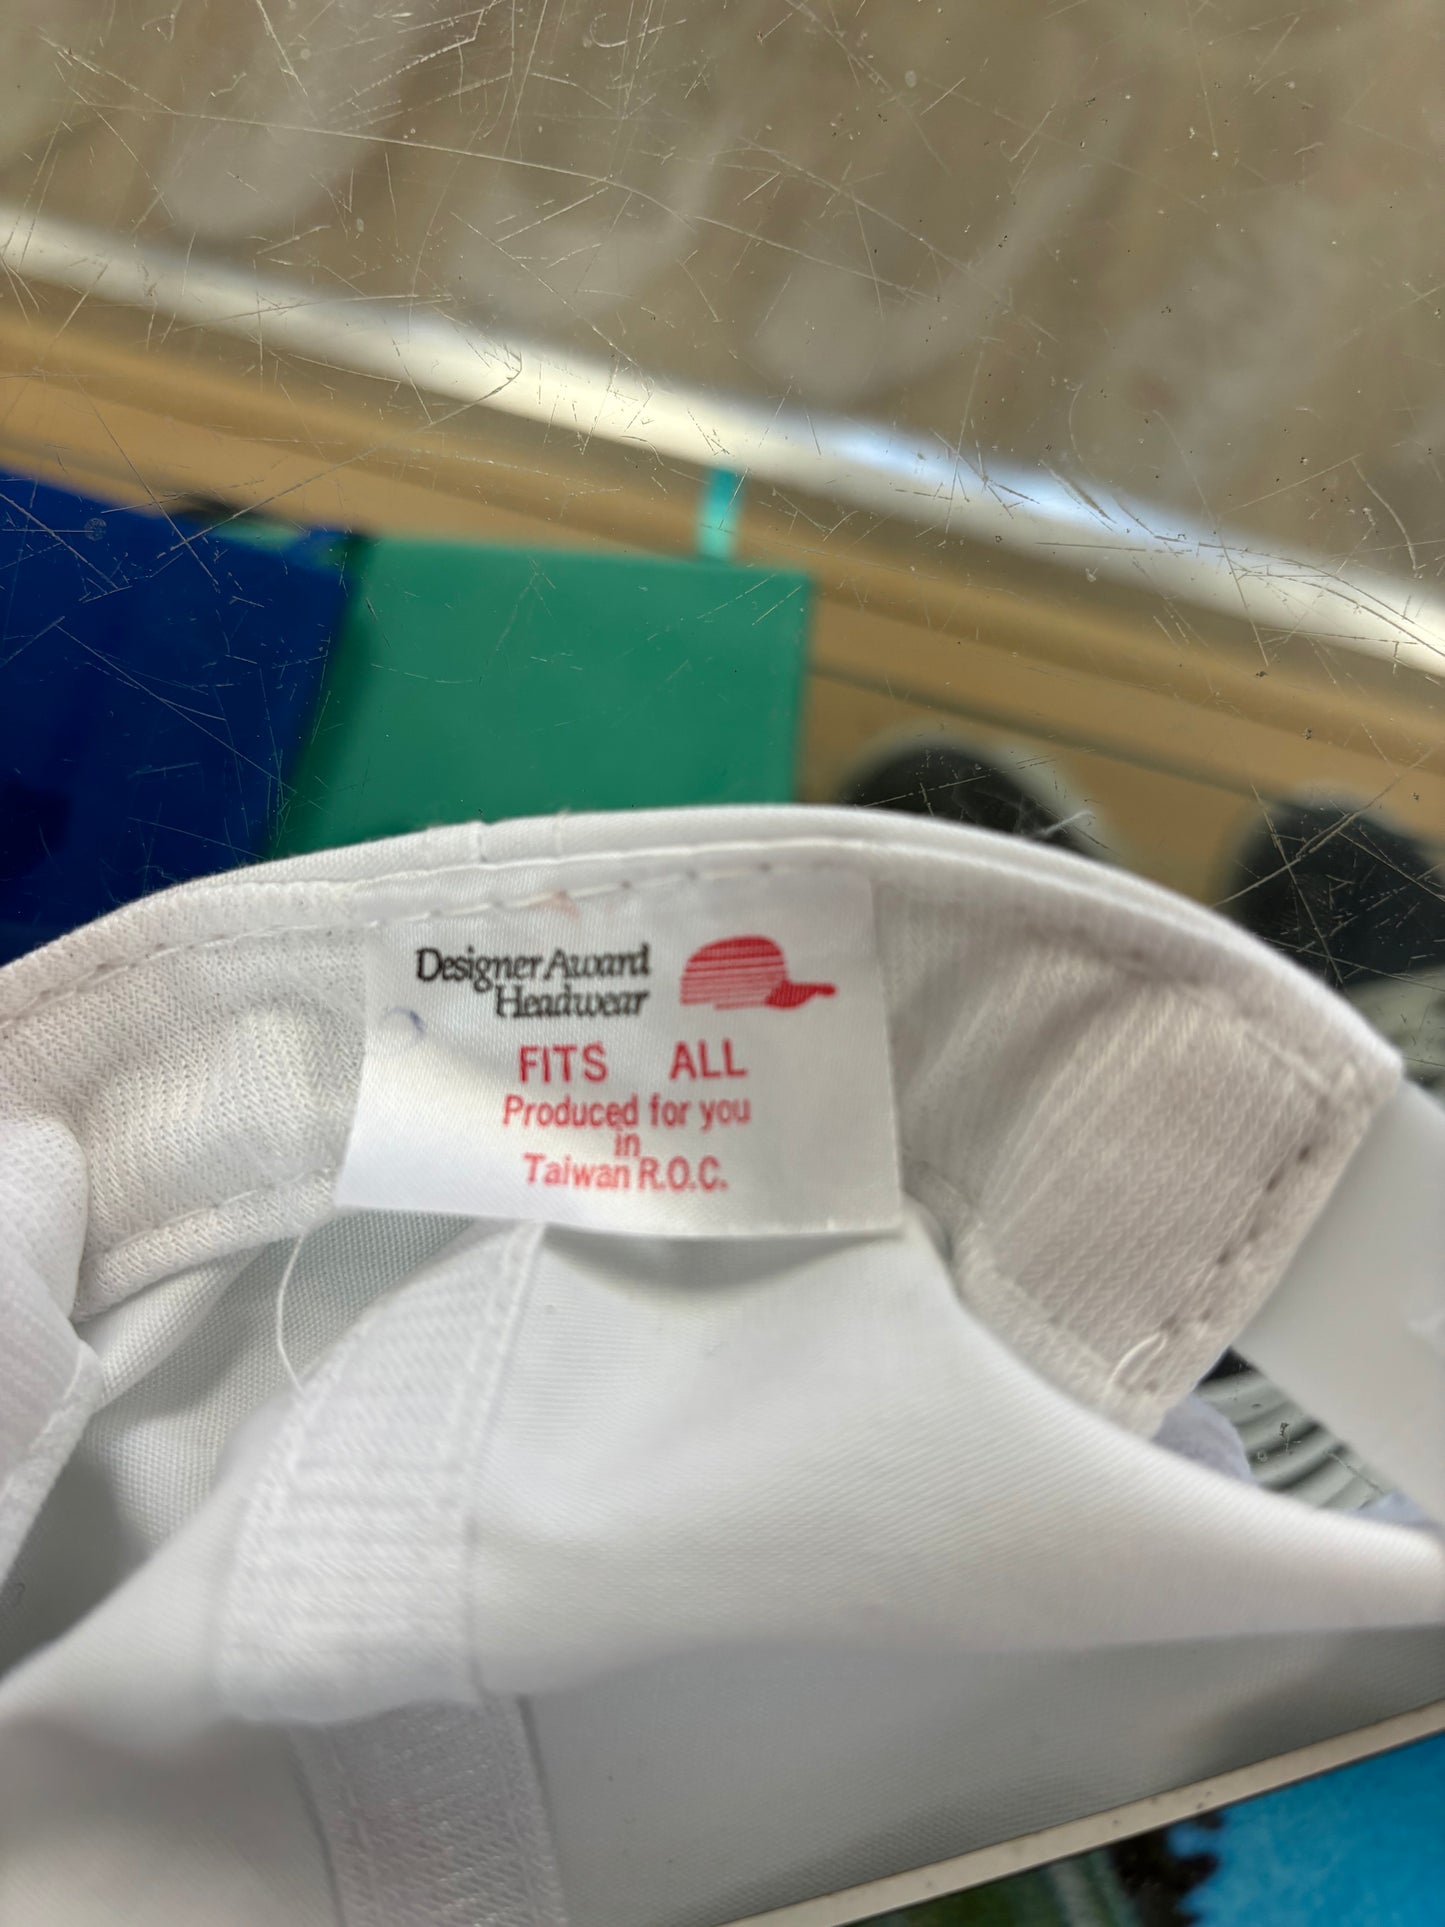 Designer Award
Headwear
FITS ALL
Produced for you
in
Taiwan R.O.C.